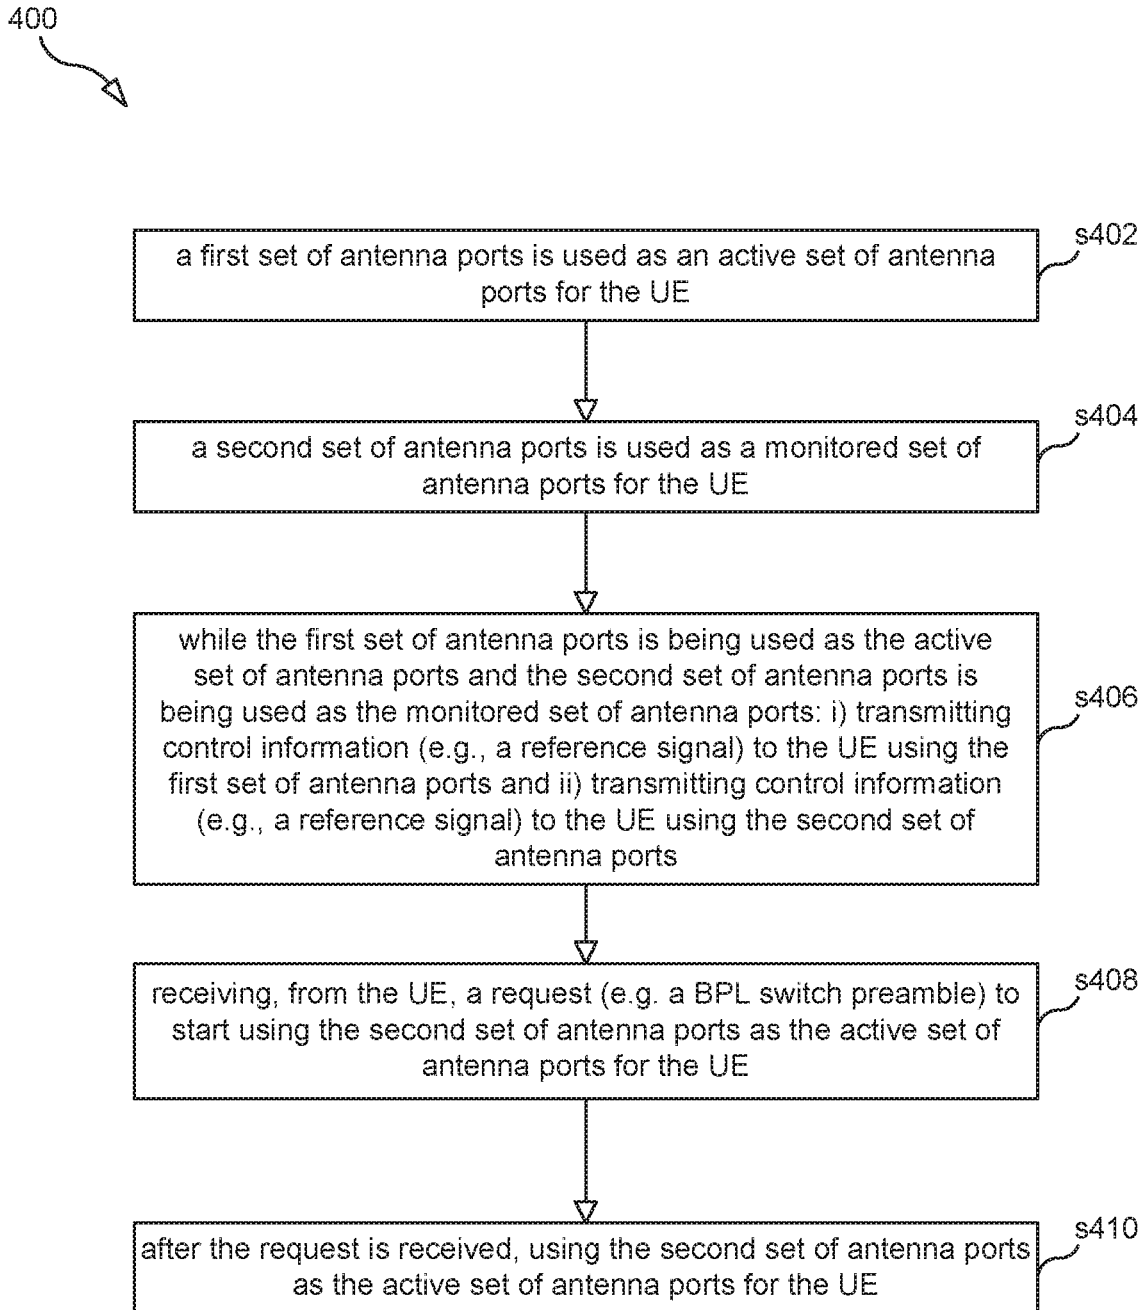 400
s402
a first set of antenna ports is used as an active set of antenna
ports for the UE
s404
a second set of antenna ports is used as a monitored set of
antenna ports for the UE
while the first set of antenna ports is being used as the active
set of antenna ports and the second set of antenna ports is
being used as the monitored set of antenna ports: i) transmitting
s406
control information (e.g., a reference signal) to the UE using the
first set of antenna ports and ii) transmitting control information
(e.g., a reference signal) to the UE using the second set of
antenna ports
s408
receiving, from the UE, a request (e.g. a BPL switch preamble) to
start using the second set of antenna ports as the active set of
antenna ports for the UE
s410
after the request is received, using the second set of antenna ports
as the active set of antenna ports for the UE